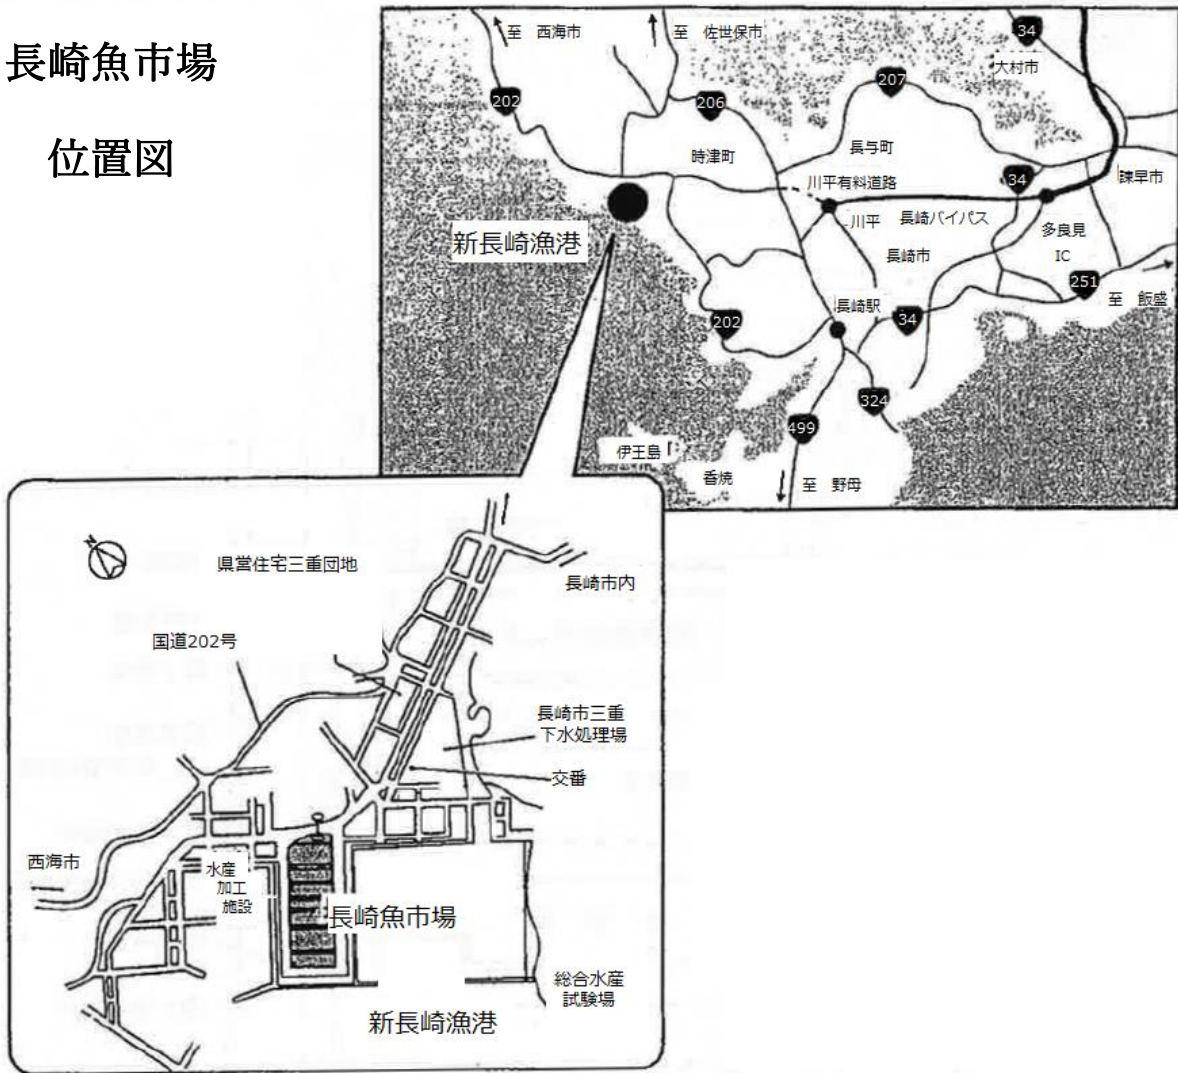 長崎魚市場
位置図
至 西海市
至 佐世保市
34
大村市
202
206
207
時津町
長与町
川平有料道路
34
諫早市
川平
長崎バイパス
新長崎漁港
長崎市
多良見
IC
251
至 飯盛
長崎駅
202
34
324
499
伊王島
香焼
至 野母
N
県営住宅三重団地
長崎市内
国道202号
長崎市三重
下水処理場
交番
西海市
水産
加工
施設
長崎魚市場
総合水産
試験場
新長崎漁港